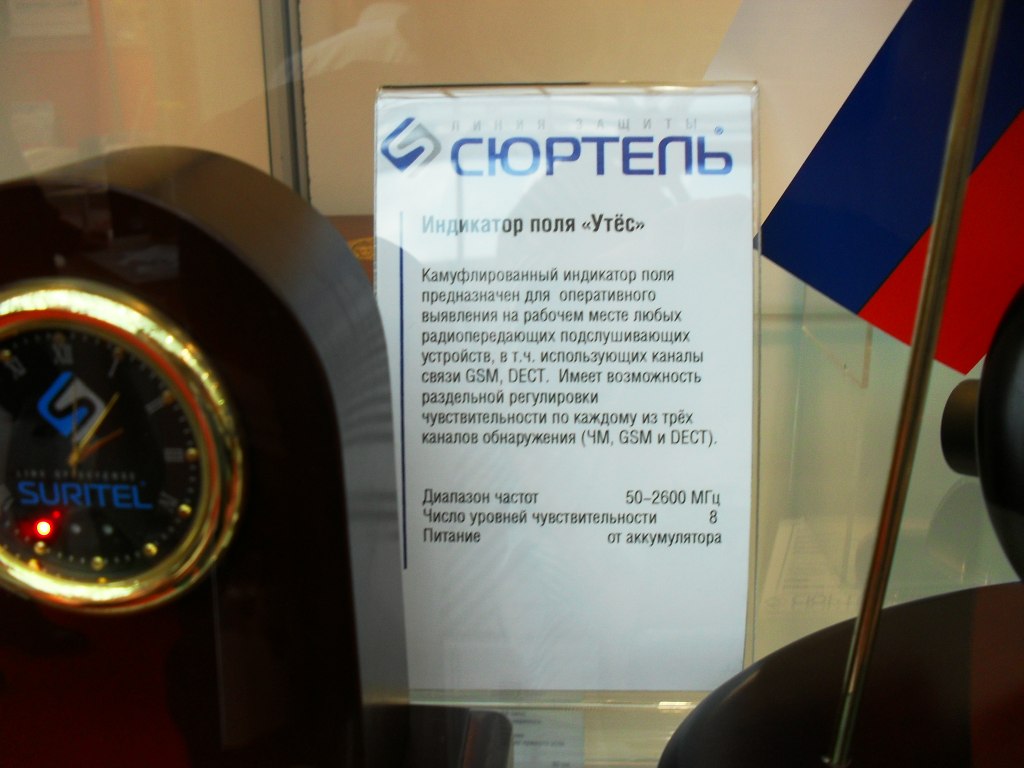 ЛИНИЯ ЗАЩИТЫ
СЮРТЕЛЬ®
Индикатор поля «Утёс»
Камуфлированный индикатор поля
предназначен для оперативного
выявления на рабочем месте любых
радиопередающих подслушивающих
устройств, в т.ч. использующих каналы
связи GSM, DECT. Имеет возможность
раздельной регулировки
чувствительности по каждому из трёх
каналов обнаружения (ЧМ, GSM и DECT).
Диапазон частот 50–2600 МГц
Число уровней чувствительности 8
Питание от аккумулятора
XII
I
SURITEL